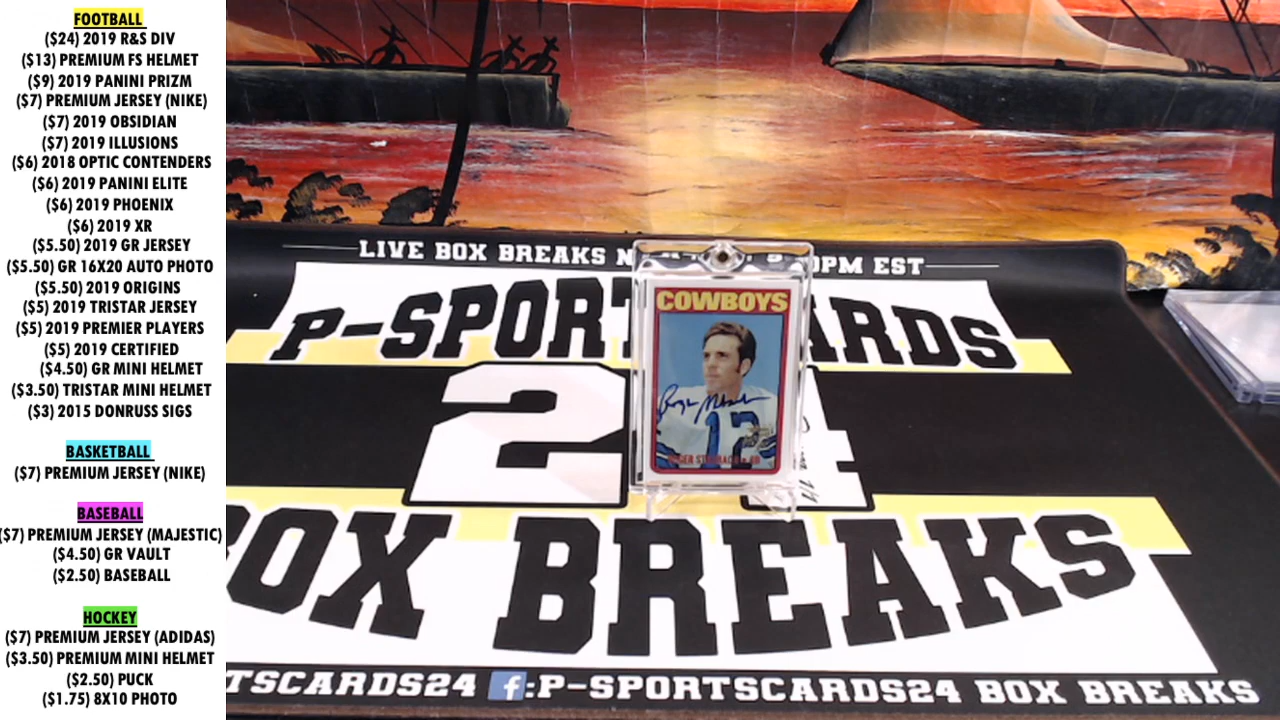 FOOTBALL
($24) 2019 R&S DIV
($13) PREMIUM FS HELMET
($9) 2019 PANINI PRIZM
($7) PREMIUM JERSEY (NIKE)
($7) 2019 OBSIDIAN
($7) 2019 ILLUSIONS
($6) 2018 OPTIC CONTENDERS
($6) 2019 PANINI ELITE
($6) 2019 PHOENIX
($6) 2019 XR
($5.50) 2019 GR JERSEY
($5.50) GR 16X20 AUTO PHOTO
($5.50) 2019 ORIGINS
($5) 2019 TRISTAR JERSEY
($5) 2019 PREMIER PLAYERS
($5) 2019 CERTIFIED
($4.50) GR MINI HELMET
($3.50) TRISTAR MINI HELMET
($3) 2015 DONRUSS SIGS
BASKETBALL
($7) PREMIUM JERSEY (NIKE)
BASEBALL
($7) PREMIUM JERSEY (MAJESTIC)
($4.50) GR VAULT
($2.50) BASEBALL
HOCKEY
($7) PREMIUM JERSEY (ADIDAS)
($3.50) PREMIUM MINI HELMET
($2.50) PUCK
($1.75) 8X10 PHOTO
LIVE BOX BREAKS PM EST
P-SPORT ARDS
24
COWBOYS
12
BOX BREAKS
TSCARDS24 f:P-SPORTSCARDS24 BOX BREAKS